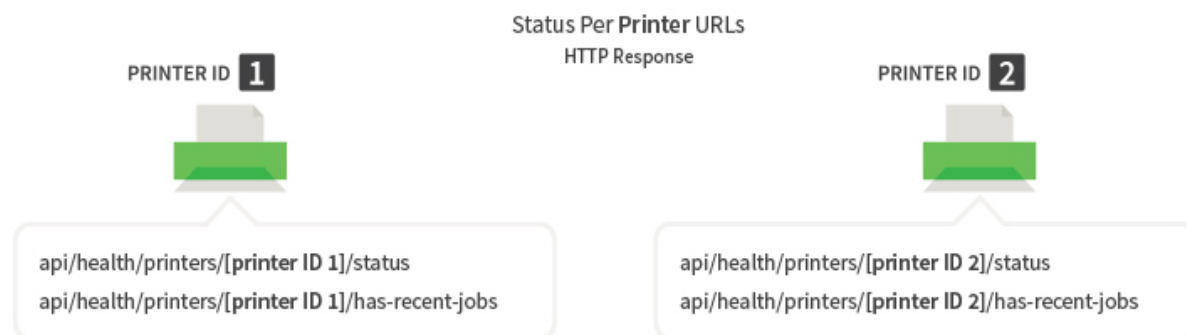 Status Per Printer URLs
HTTP Response
PRINTER ID 1
PRINTER ID 2
api/health/printers/[printer ID 1]/status
api/health/printers/[printer ID 1]/has-recent-jobs
api/health/printers/[printer ID 2]/status
api/health/printers/[printer ID 2]/has-recent-jobs